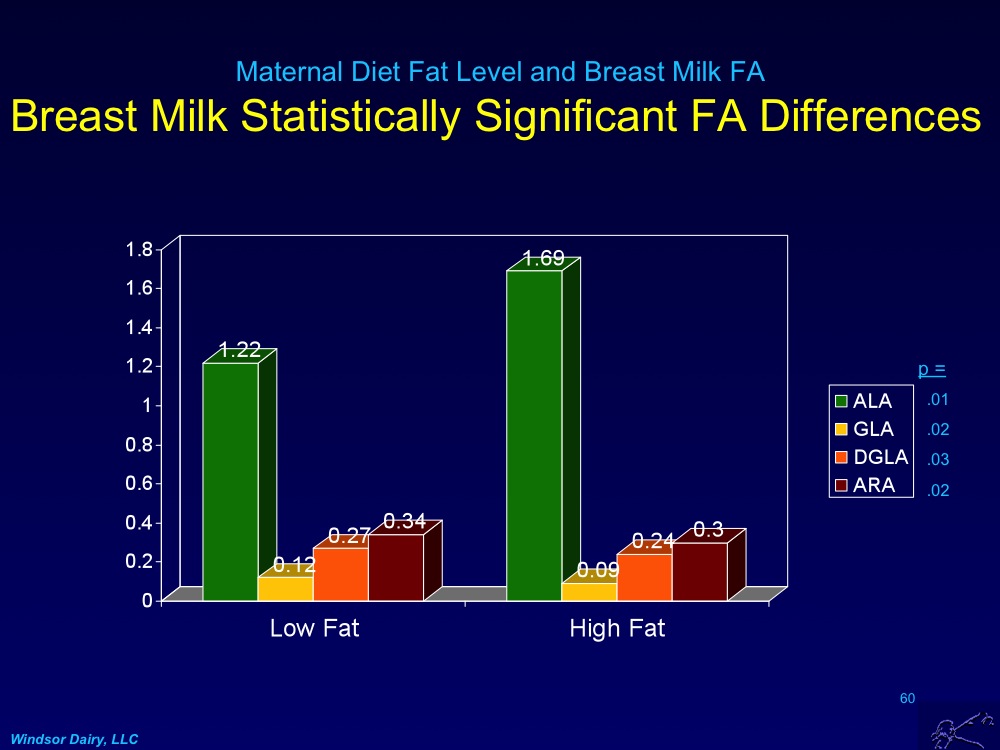 Maternal Diet Fat Level and Breast Milk FA
Breast Milk Statistically Significant FA Differences
1.8
1.6
1.4
1.2
1
0.8
0.6
0.4
0.2
0
1.22
0.12
0.27
0.34
1.69
0.09
0.24
0.3
Low Fat
High Fat
p =
ALA .01
GLA .02
DGLA .03
ARA .02
60
Windsor Dairy, LLC